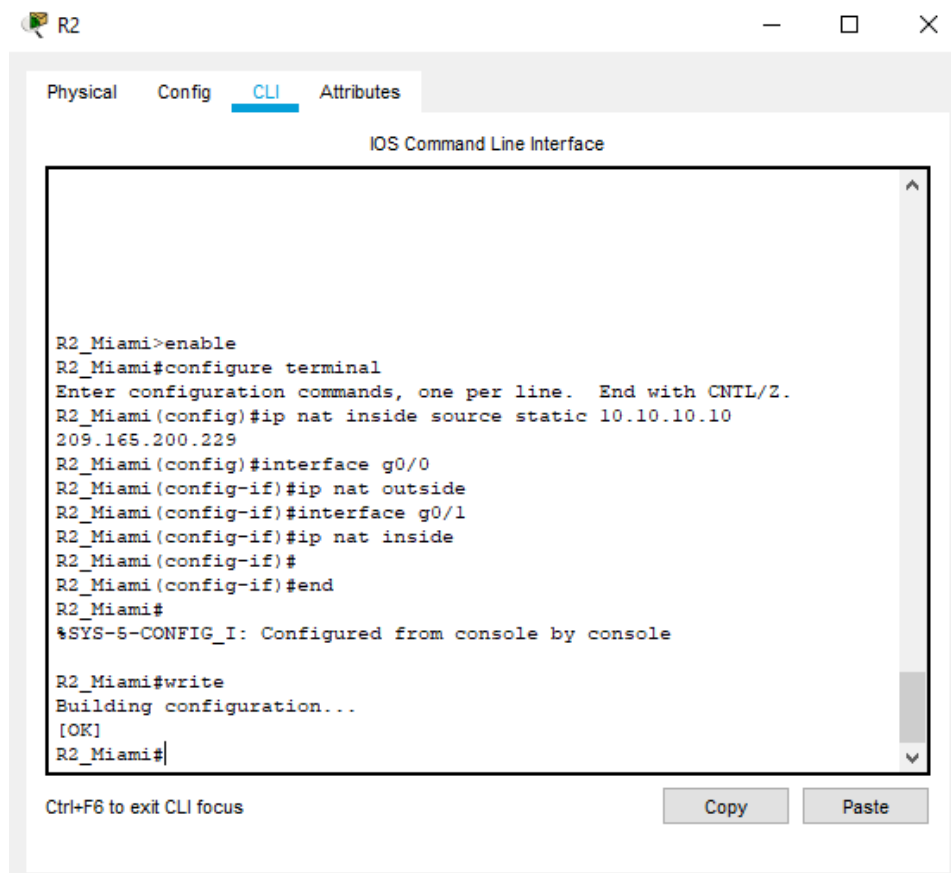 R2
Physical Config CLI Attributes
IOS Command Line Interface
R2_Miami>enable
R2_Miami#configure terminal
Enter configuration commands, one per line.  End with CNTL/Z.
R2_Miami(config)#ip nat inside source static 10.10.10.10
209.165.200.229
R2_Miami(config)#interface g0/0
R2_Miami(config-if)#ip nat outside
R2_Miami(config-if)#interface g0/1
R2_Miami(config-if)#ip nat inside
R2_Miami(config-if)#
R2_Miami(config-if)#end
R2_Miami#
%SYS-5-CONFIG_I: Configured from console by console
R2_Miami#write
Building configuration...
[OK]
R2_Miami#
Ctrl+F6 to exit CLI focus Copy Paste